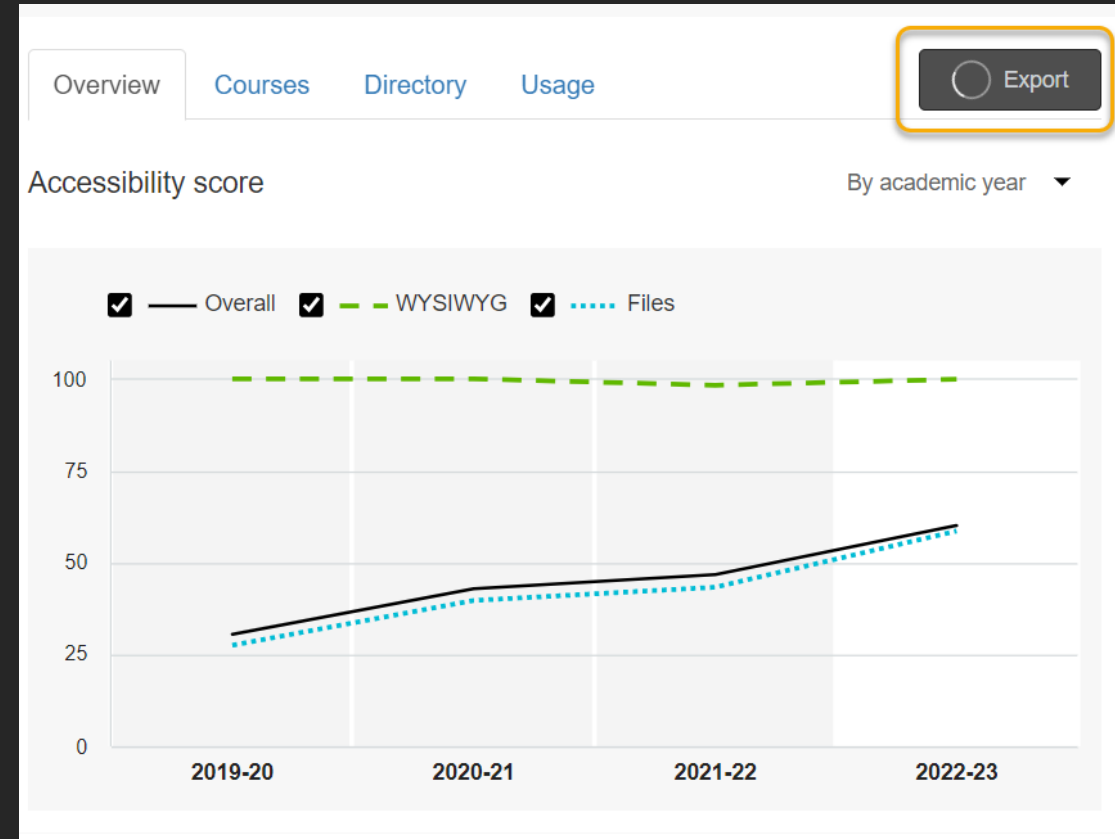 Overview Courses Directory Usage Export
Accessibility score By academic year
Overall WYSIWYG Files
100
75
50
25
0
2019-20 2020-21 2021-22 2022-23